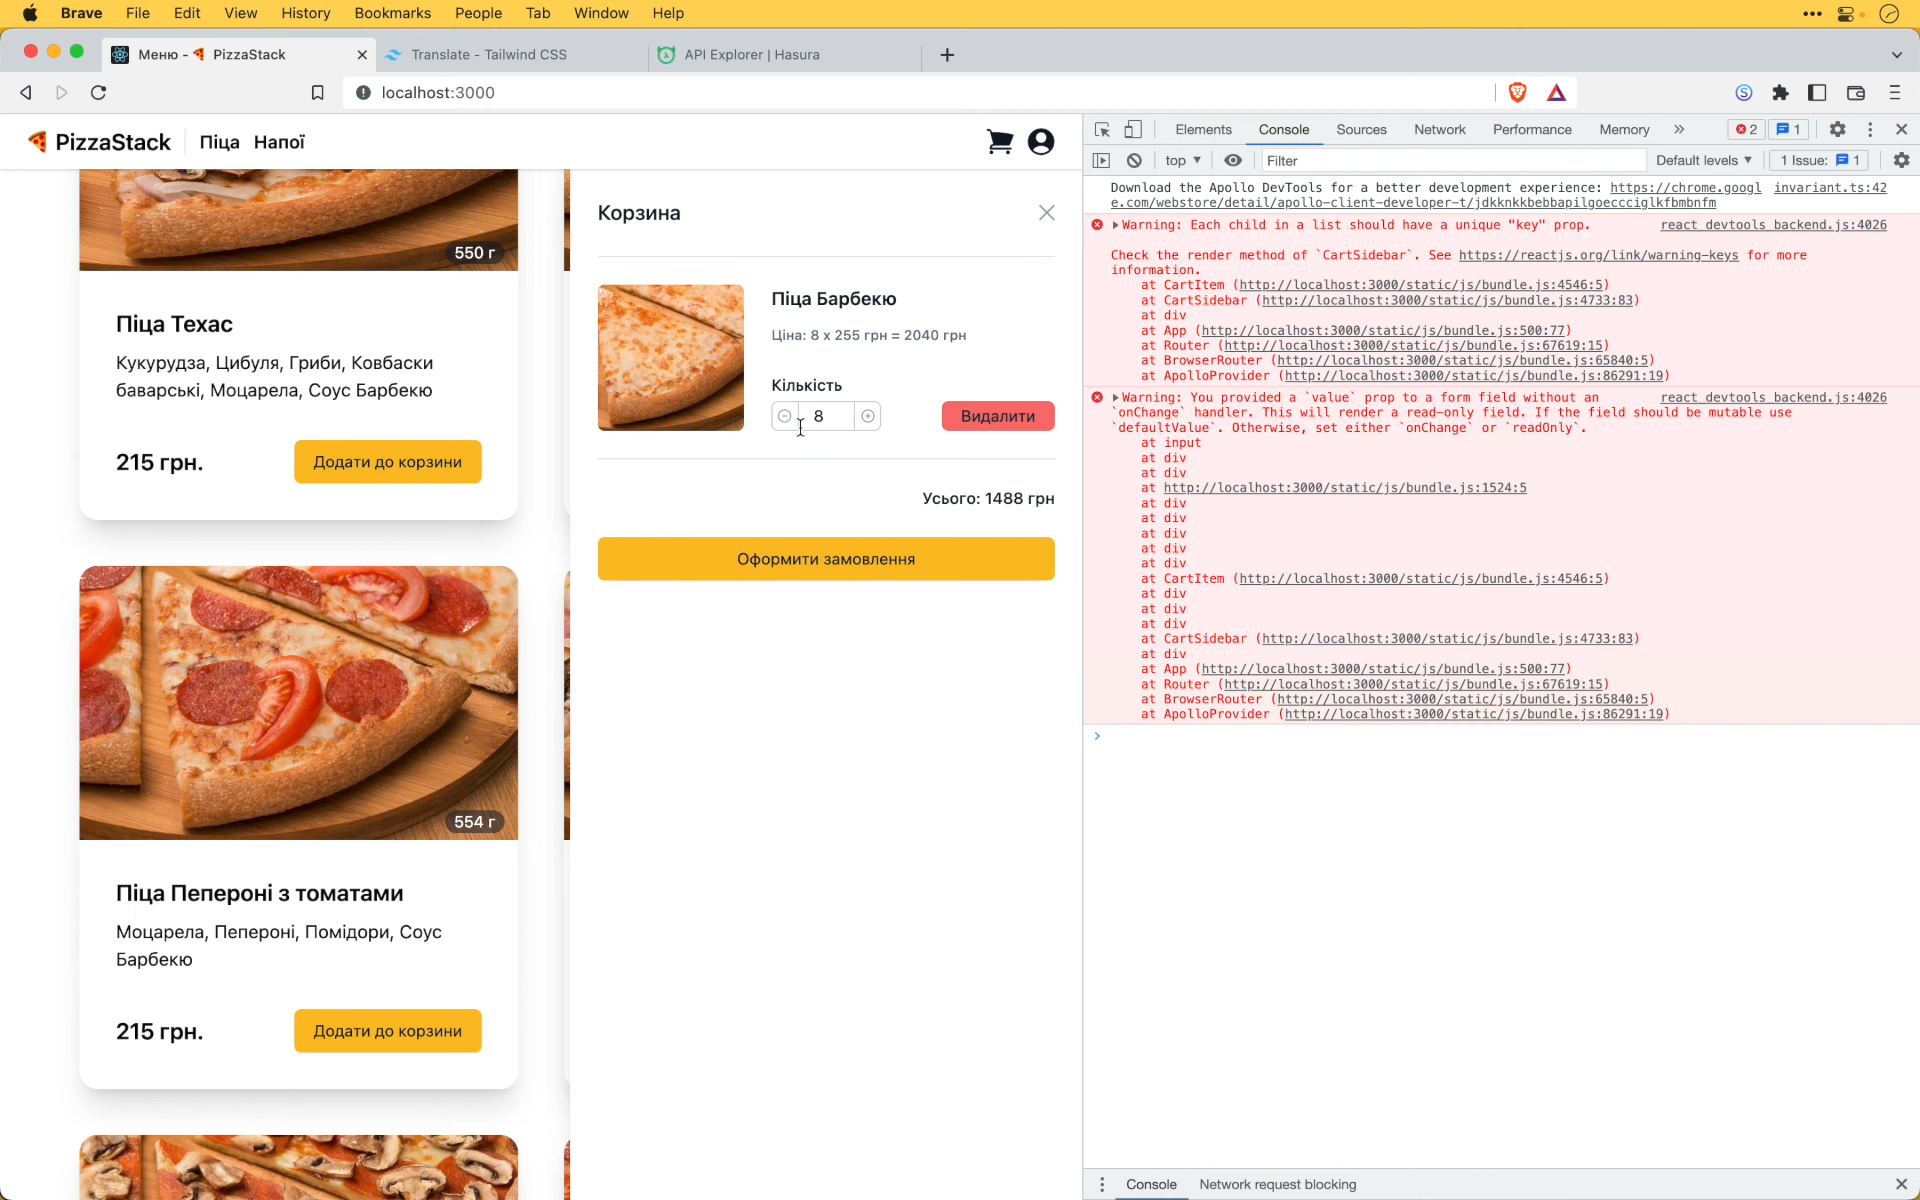 Brave File Edit View History Bookmarks People Tab Window Help
Меню - PizzaStack
Translate - Tailwind CSS
API Explorer | Hasura
localhost:3000
PizzaStack
Піца Напої
550 г
Піца Техас
Кукурудза, Цибуля, Гриби, Ковбаски
баварські, Моцарела, Соус Барбекю
215 грн.
Додати до корзини
554 г
Піца Пепероні з томатами
Моцарела, Пепероні, Помідори, Соус
Барбекю
215 грн.
Додати до корзини
Корзина
Піца Барбекю
Ціна: 8 x 255 грн = 2040 грн
Кількість
8
Видалити
Усього: 1488 грн
Оформити замовлення
Elements Console Sources Network Performance Memory 2 1
top Filter Default levels 1 Issue: 1
Download the Apollo DevTools for a better development experience: https://chrome.googl invariant.ts:42
e.com/webstore/detail/apollo-client-developer-t/jdkknkkbebbapilgoeccciglkfbmbnfm
Warning: Each child in a list should have a unique "key" prop. react_devtools_backend.js:4026
Check the render method of `CartSidebar`. See https://reactjs.org/link/warning-keys for more
information.
at CartItem (http://localhost:3000/static/js/bundle.js:4546:5)
at CartSidebar (http://localhost:3000/static/js/bundle.js:4733:83)
at div
at App (http://localhost:3000/static/js/bundle.js:500:77)
at Router (http://localhost:3000/static/js/bundle.js:67619:15)
at BrowserRouter (http://localhost:3000/static/js/bundle.js:65840:5)
at ApolloProvider (http://localhost:3000/static/js/bundle.js:86291:19)
Warning: You provided a `value` prop to a form field without an react_devtools_backend.js:4026
`onChange` handler. This will render a read-only field. If the field should be mutable use
`defaultValue`. Otherwise, set either `onChange` or `readOnly`.
at input
at div
at div
at http://localhost:3000/static/js/bundle.js:1524:5
at div
at div
at div
at div
at div
at CartItem (http://localhost:3000/static/js/bundle.js:4546:5)
at div
at div
at div
at CartSidebar (http://localhost:3000/static/js/bundle.js:4733:83)
at div
at App (http://localhost:3000/static/js/bundle.js:500:77)
at Router (http://localhost:3000/static/js/bundle.js:67619:15)
at BrowserRouter (http://localhost:3000/static/js/bundle.js:65840:5)
at ApolloProvider (http://localhost:3000/static/js/bundle.js:86291:19)
Console Network request blocking